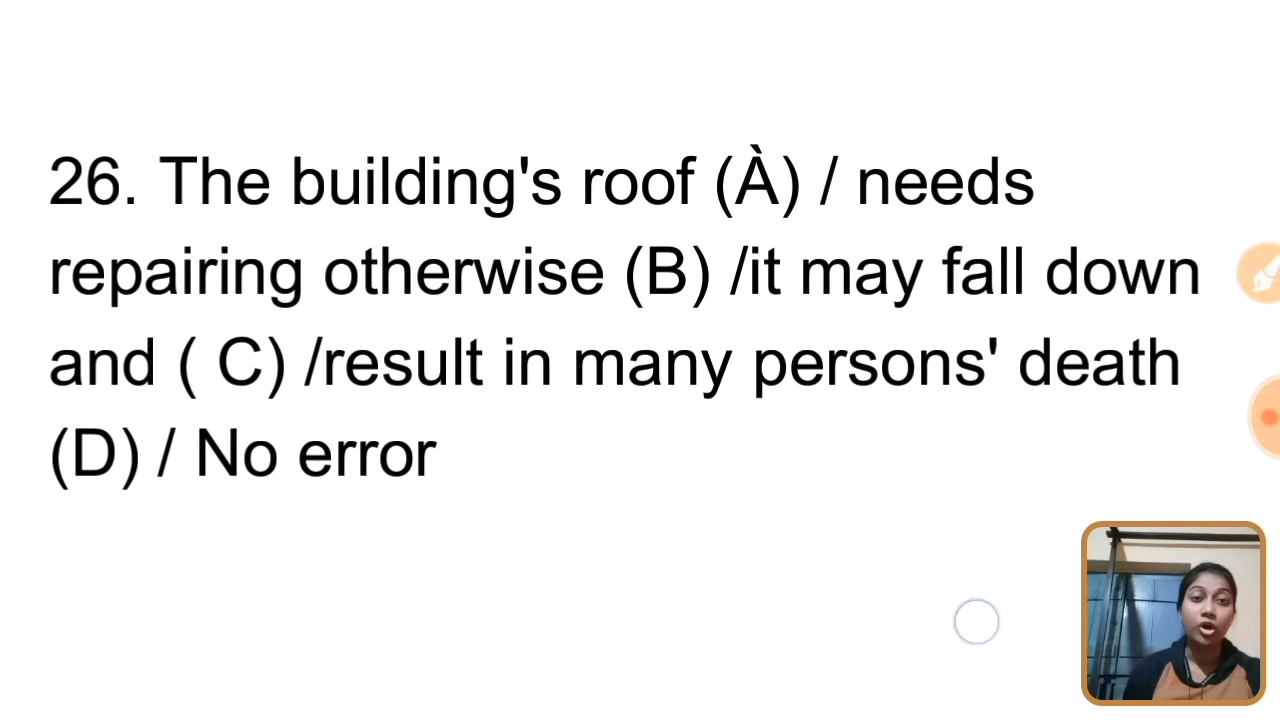 26. The building's roof (À) / needs
repairing otherwise (B) /it may fall down
and ( C) /result in many persons' death
(D) / No error